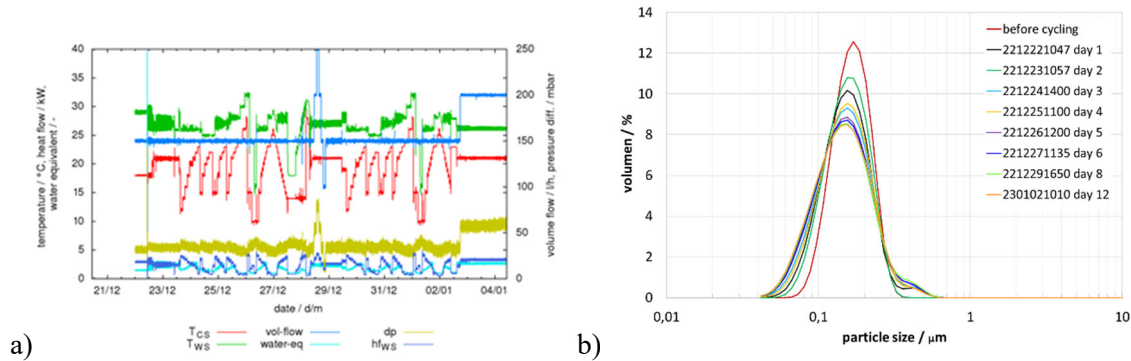 a)
temperature / °C, heat flow / kW,
water equivalent / -
40
35
30
25
20
15
10
5
0
250
200
150
100
50
0
volume flow / l/h, pressure diff. / mbar
21/12 23/12 25/12 27/12 29/12 31/12 02/01 04/01
date / d/m
TCS vol-flow dp
TWS water-eq hfWS
b)
volumen / %
14
12
10
8
6
4
2
0
0,01 0,1 1 10
particle size / µm
before cycling
2212221047 day 1
2212231057 day 2
2212241400 day 3
2212251100 day 4
2212261200 day 5
2212271135 day 6
2212291650 day 8
2301021010 day 12